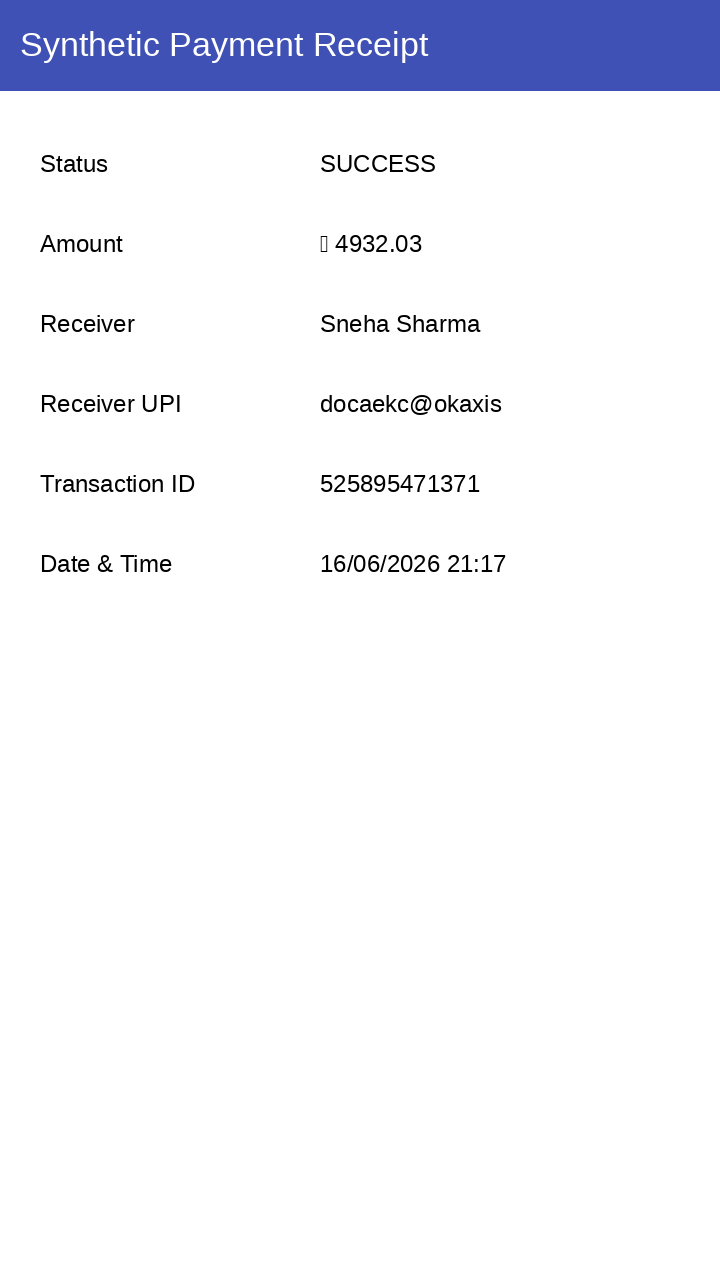 Synthetic Payment Receipt
Status SUCCESS
Amount 4932.03
Receiver Sneha Sharma
Receiver UPI docaekc@okaxis
Transaction ID 525895471371
Date & Time 16/06/2026 21:17